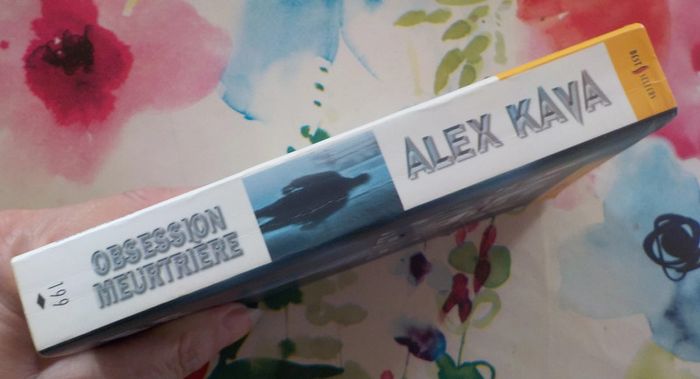 OBSESSION
MEURTRIÈRE
ALEX KAVA
BEST SELLERS
199